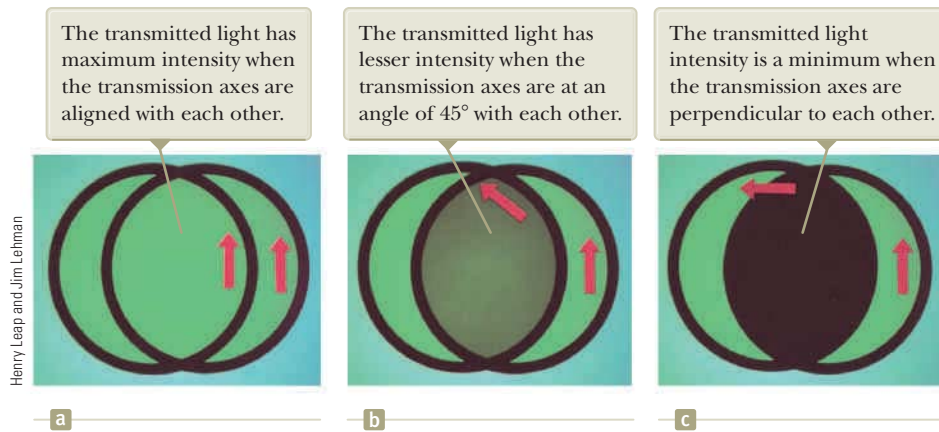 The transmitted light has
maximum intensity when
the transmission axes are
aligned with each other.
The transmitted light has
lesser intensity when the
transmission axes are at an
angle of 45° with each other.
The transmitted light
intensity is a minimum when
the transmission axes are
perpendicular to each other.
Henry Leap and Jim Lehman
a
b
c